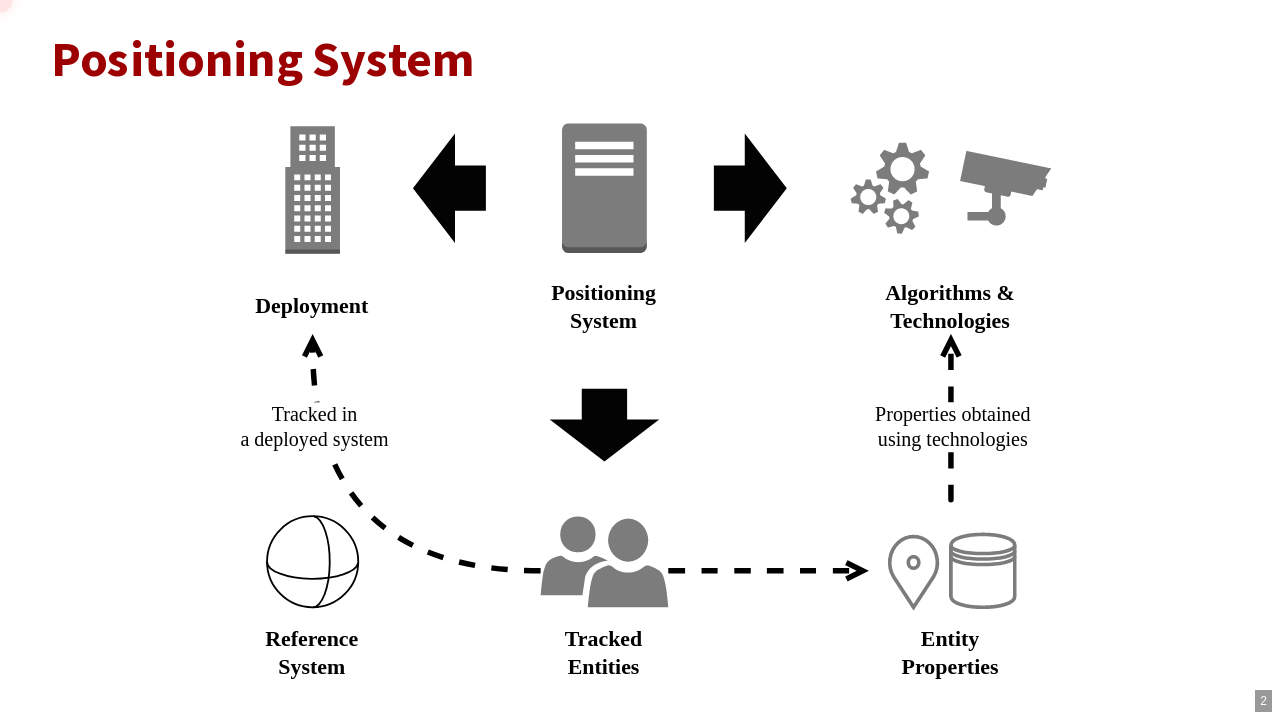 Positioning System
Deployment
Positioning
System
Algorithms &
Technologies
Tracked in
a deployed system
Properties obtained
using technologies
Reference
System
Tracked
Entities
Entity
Properties
2